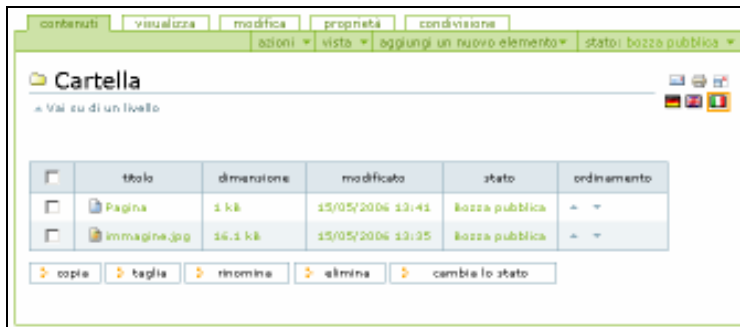 contenuti visualizza modifica proprietà condivisione
azioni vista aggiungi un nuovo elemento stato: bozza pubblica
Cartella
Vai su di un livello
titolo dimensione modificato stato ordinamento
Pagina 1 kB 15/05/2006 13:41 Bozza pubblica
immagine.jpg 16.1 kB 15/05/2006 13:35 Bozza pubblica
copia taglia rinomina elimina cambia lo stato